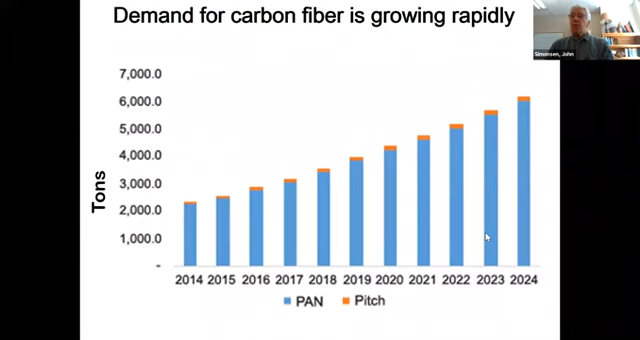 Demand for carbon fiber is growing rapidly
Simonsen, John
7,000.0
6,000.0
5,000.0
4,000.0
3,000.0
2,000.0
1,000.0
-
Tons
2014 2015 2016 2017 2018 2019 2020 2021 2022 2023 2024
PAN Pitch